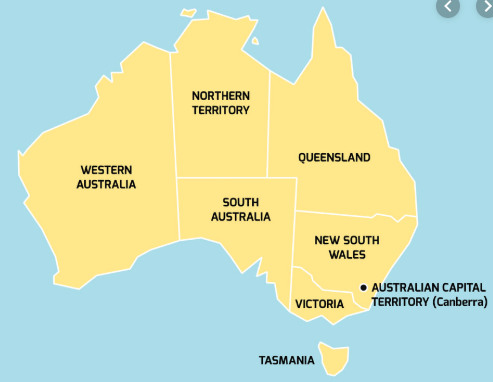 NORTHERN
TERRITORY
QUEENSLAND
WESTERN
AUSTRALIA
SOUTH
AUSTRALIA
NEW SOUTH
WALES
AUSTRALIAN CAPITAL
TERRITORY (Canberra)
VICTORIA
TASMANIA